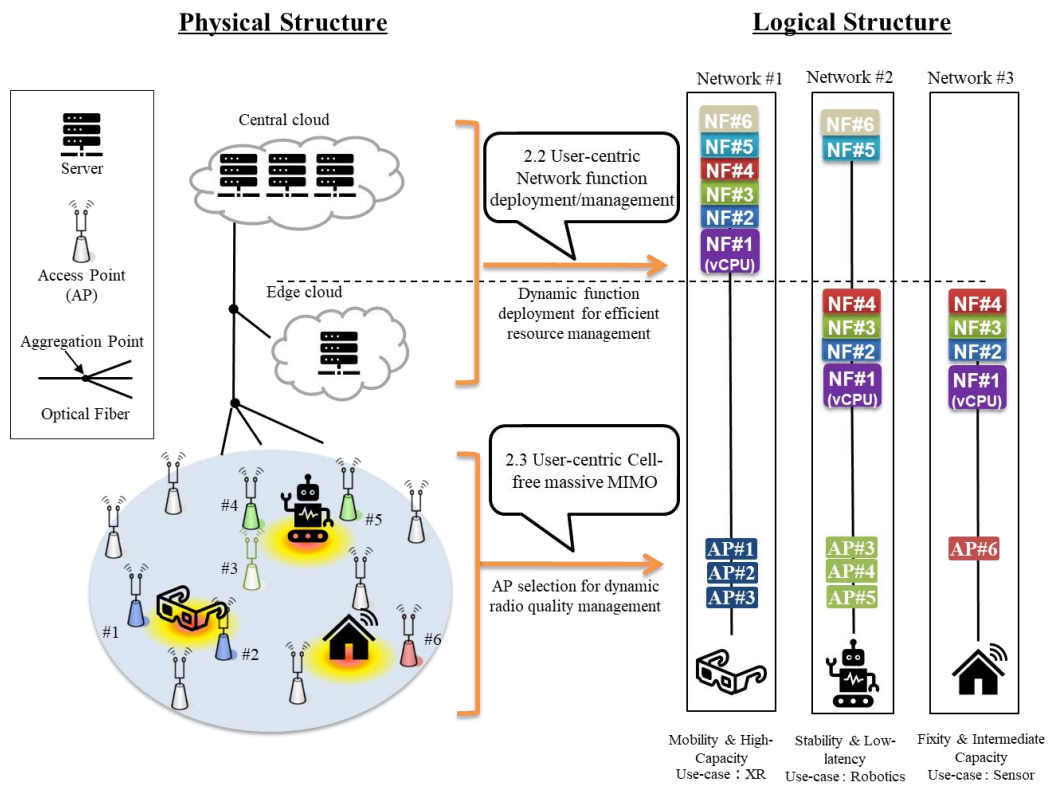 Physical Structure
Logical Structure
Server
Access Point
(AP)
Aggregation Point
Optical Fiber
Central cloud
Edge cloud
#4
#5
#3
#1
#2
#6
2.2 User-centric
Network function
deployment/management
Dynamic function
deployment for efficient
resource management
2.3 User-centric Cell-
free massive MIMO
AP selection for dynamic
radio quality management
Network #1
NF#6
NF#5
NF#4
NF#3
NF#2
NF#1
(vCPU)
AP#1
AP#2
AP#3
Mobility & High-
Capacity
Use-case : XR
Network #2
NF#6
NF#5
NF#4
NF#3
NF#2
NF#1
(vCPU)
AP#3
AP#4
AP#5
Stability & Low-
latency
Use-case : Robotics
Network #3
NF#4
NF#3
NF#2
NF#1
(vCPU)
AP#6
Fixity & Intermediate
Capacity
Use-case : Sensor